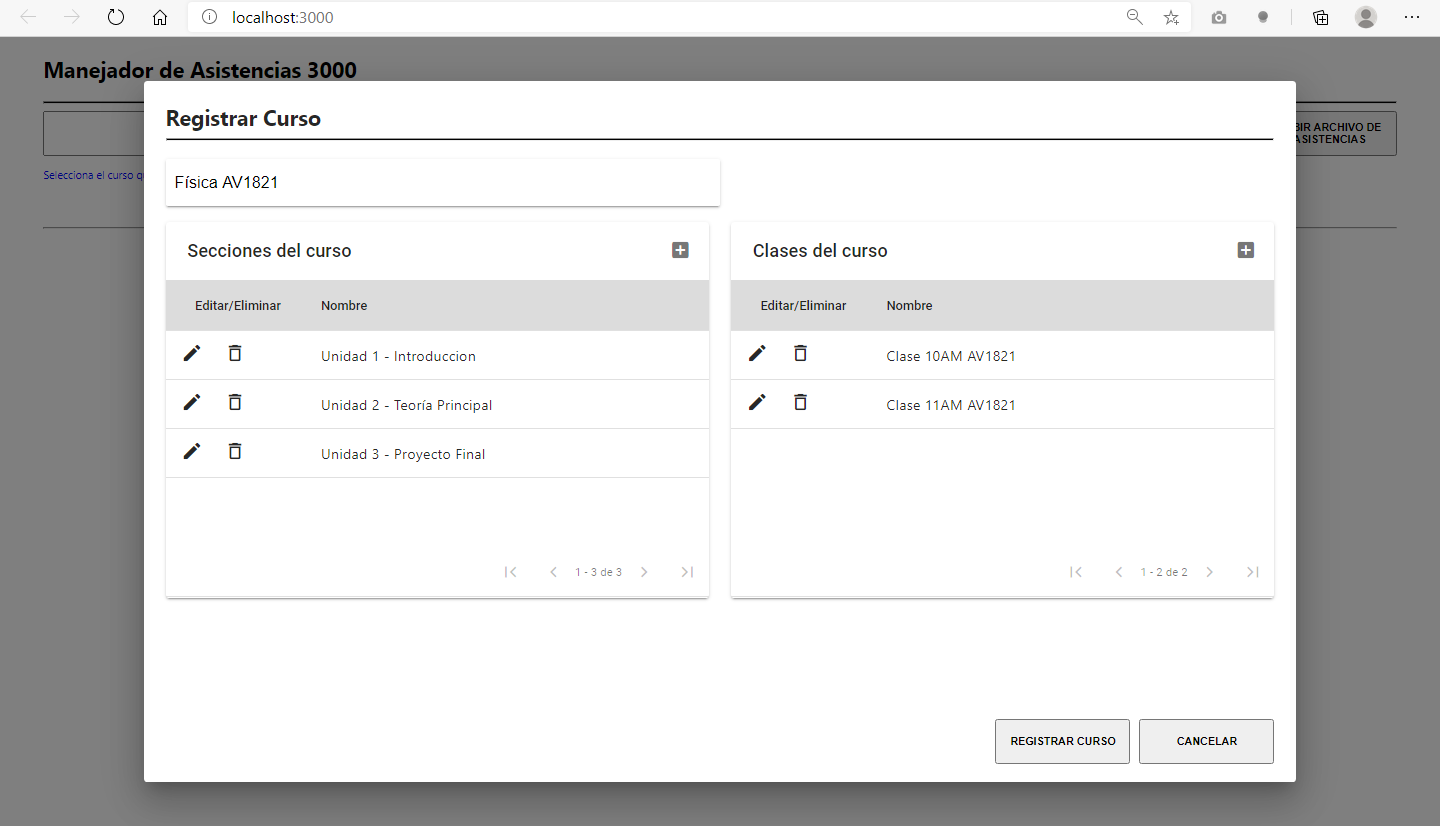 localhost:3000
Manejador de Asistencias 3000
Registrar Curso
BIR ARCHIVO DE
ASISTENCIAS
Selecciona el curso
Física AV1821
Secciones del curso
Editar/Eliminar Nombre
Unidad 1 - Introduccion
Unidad 2 - Teoría Principal
Unidad 3 - Proyecto Final
1 - 3 de 3
Clases del curso
Editar/Eliminar Nombre
Clase 10AM AV1821
Clase 11AM AV1821
1 - 2 de 2
REGISTRAR CURSO
CANCELAR